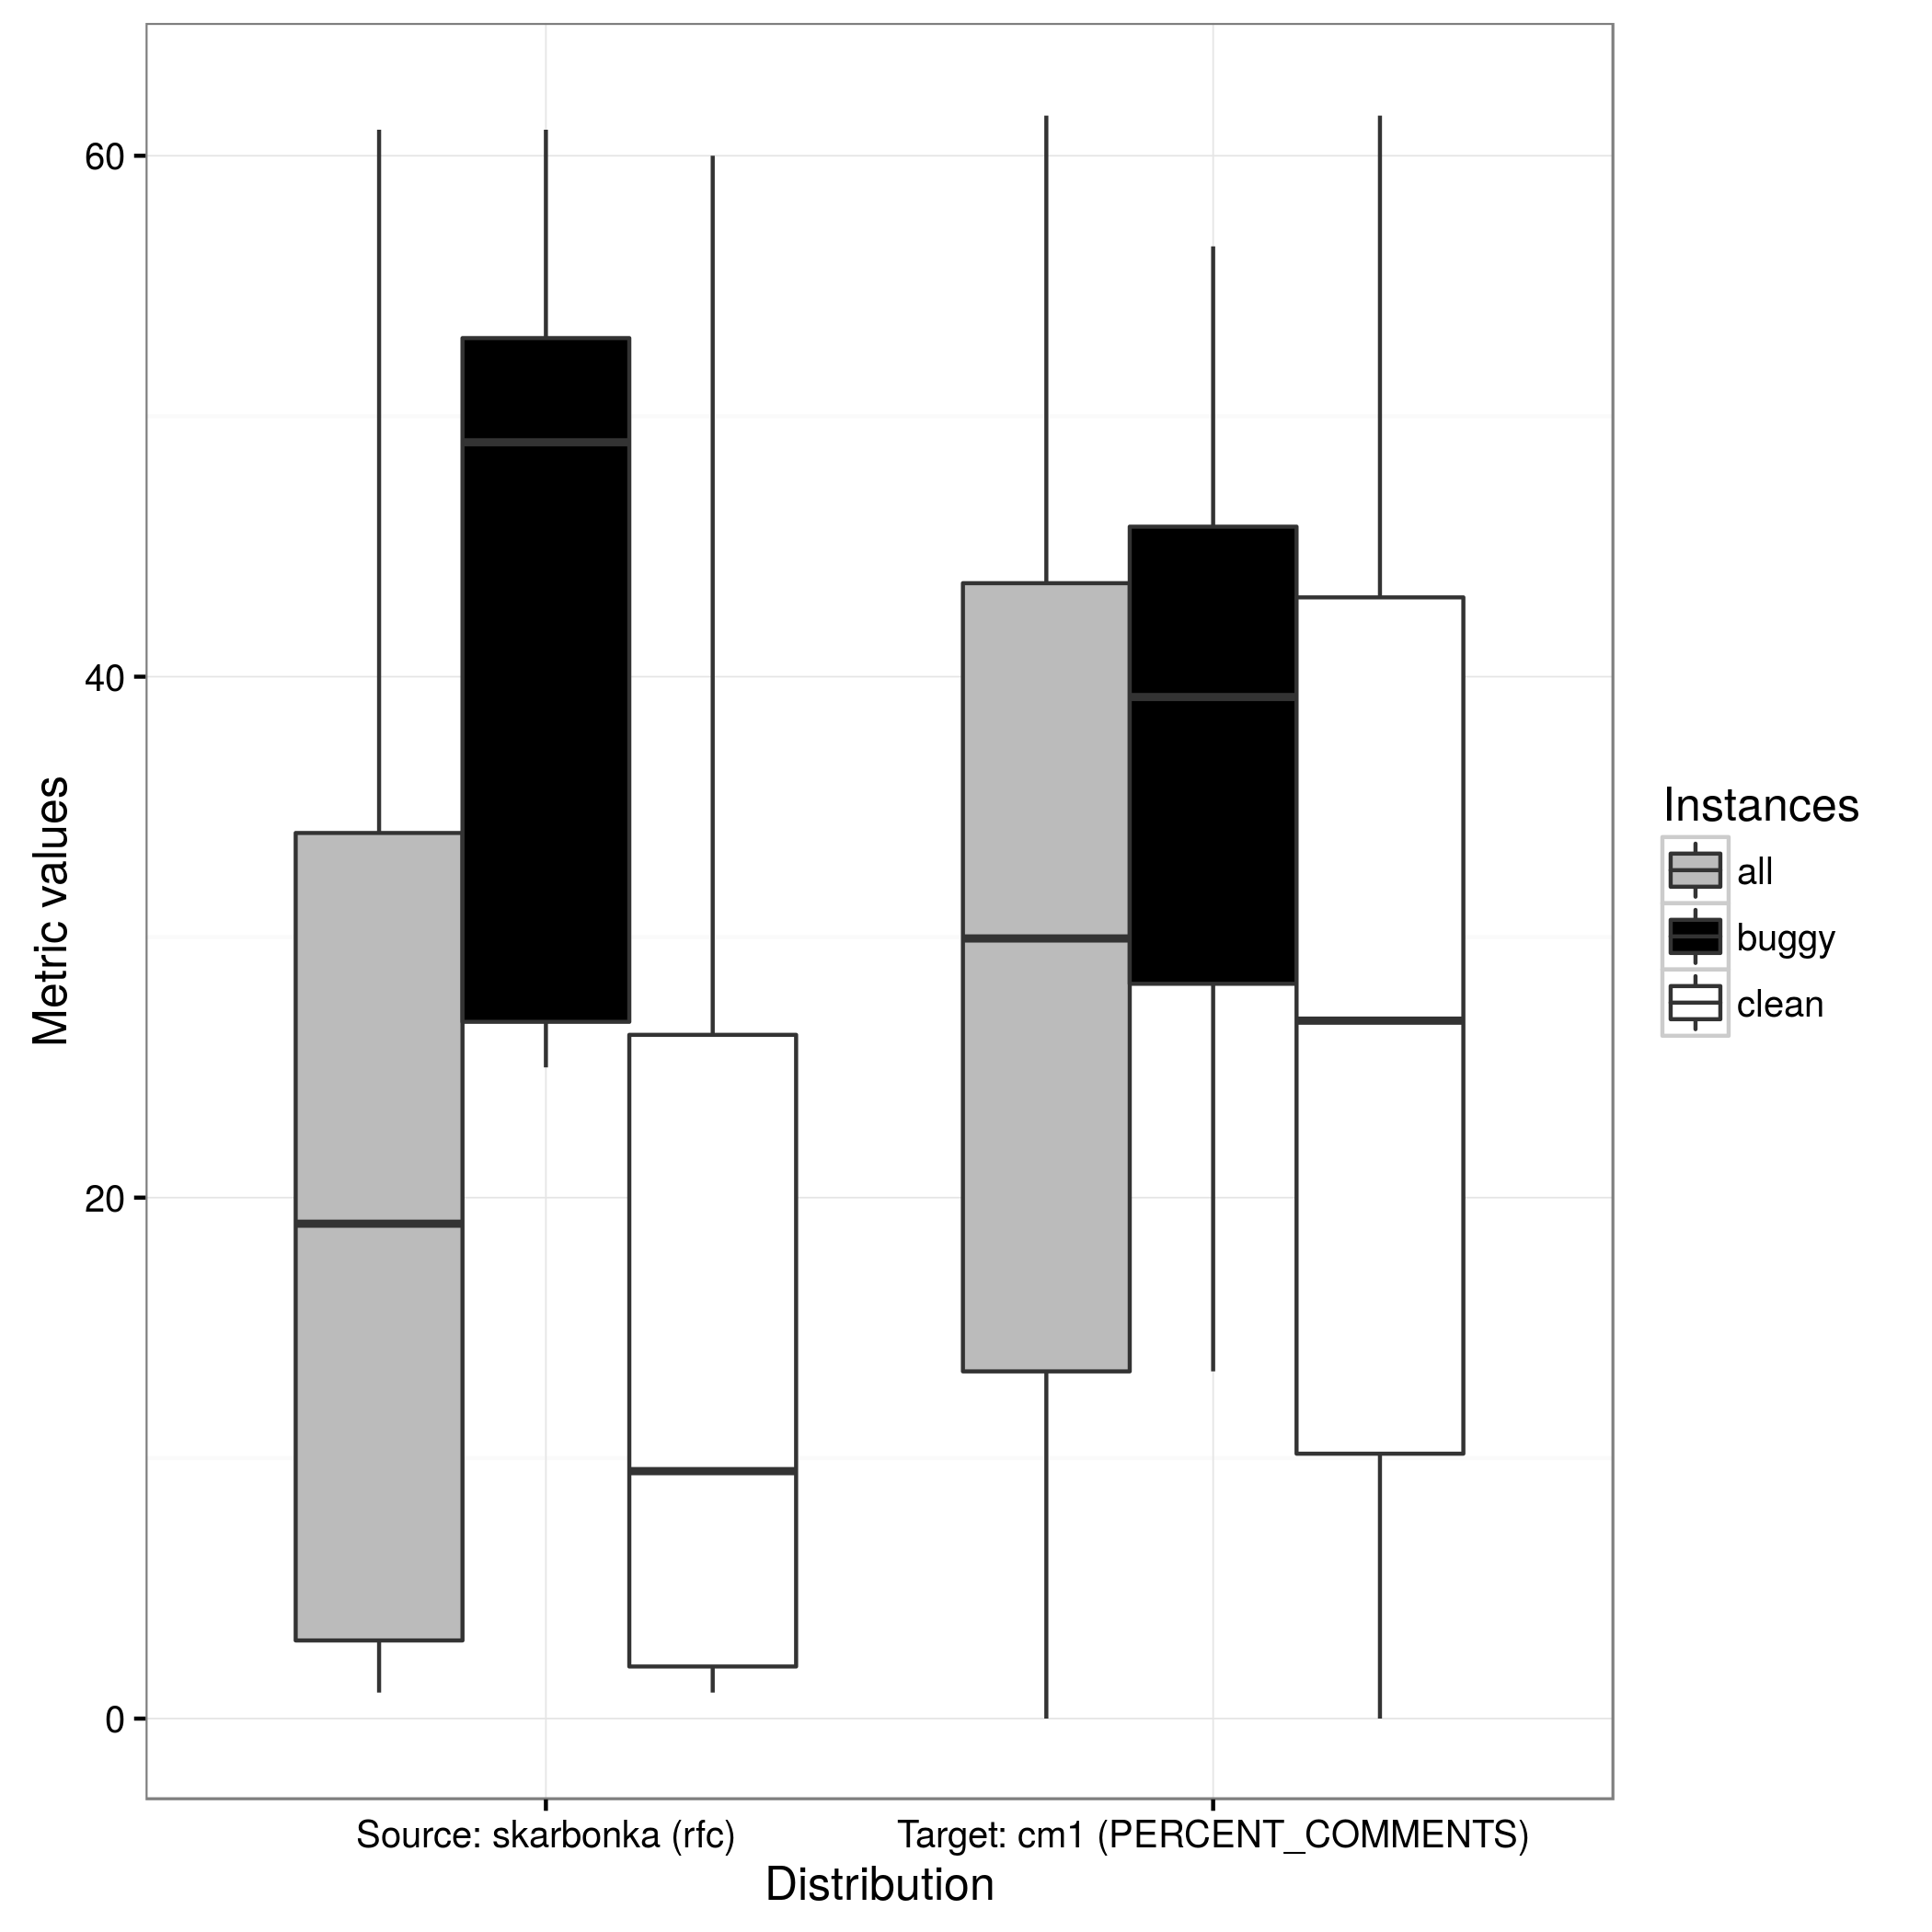 60
40
20
0
Metric values
Source: skarbonka (rfc)
Target: cm1 (PERCENT_COMMENTS)
Distribution
Instances
all
buggy
clean